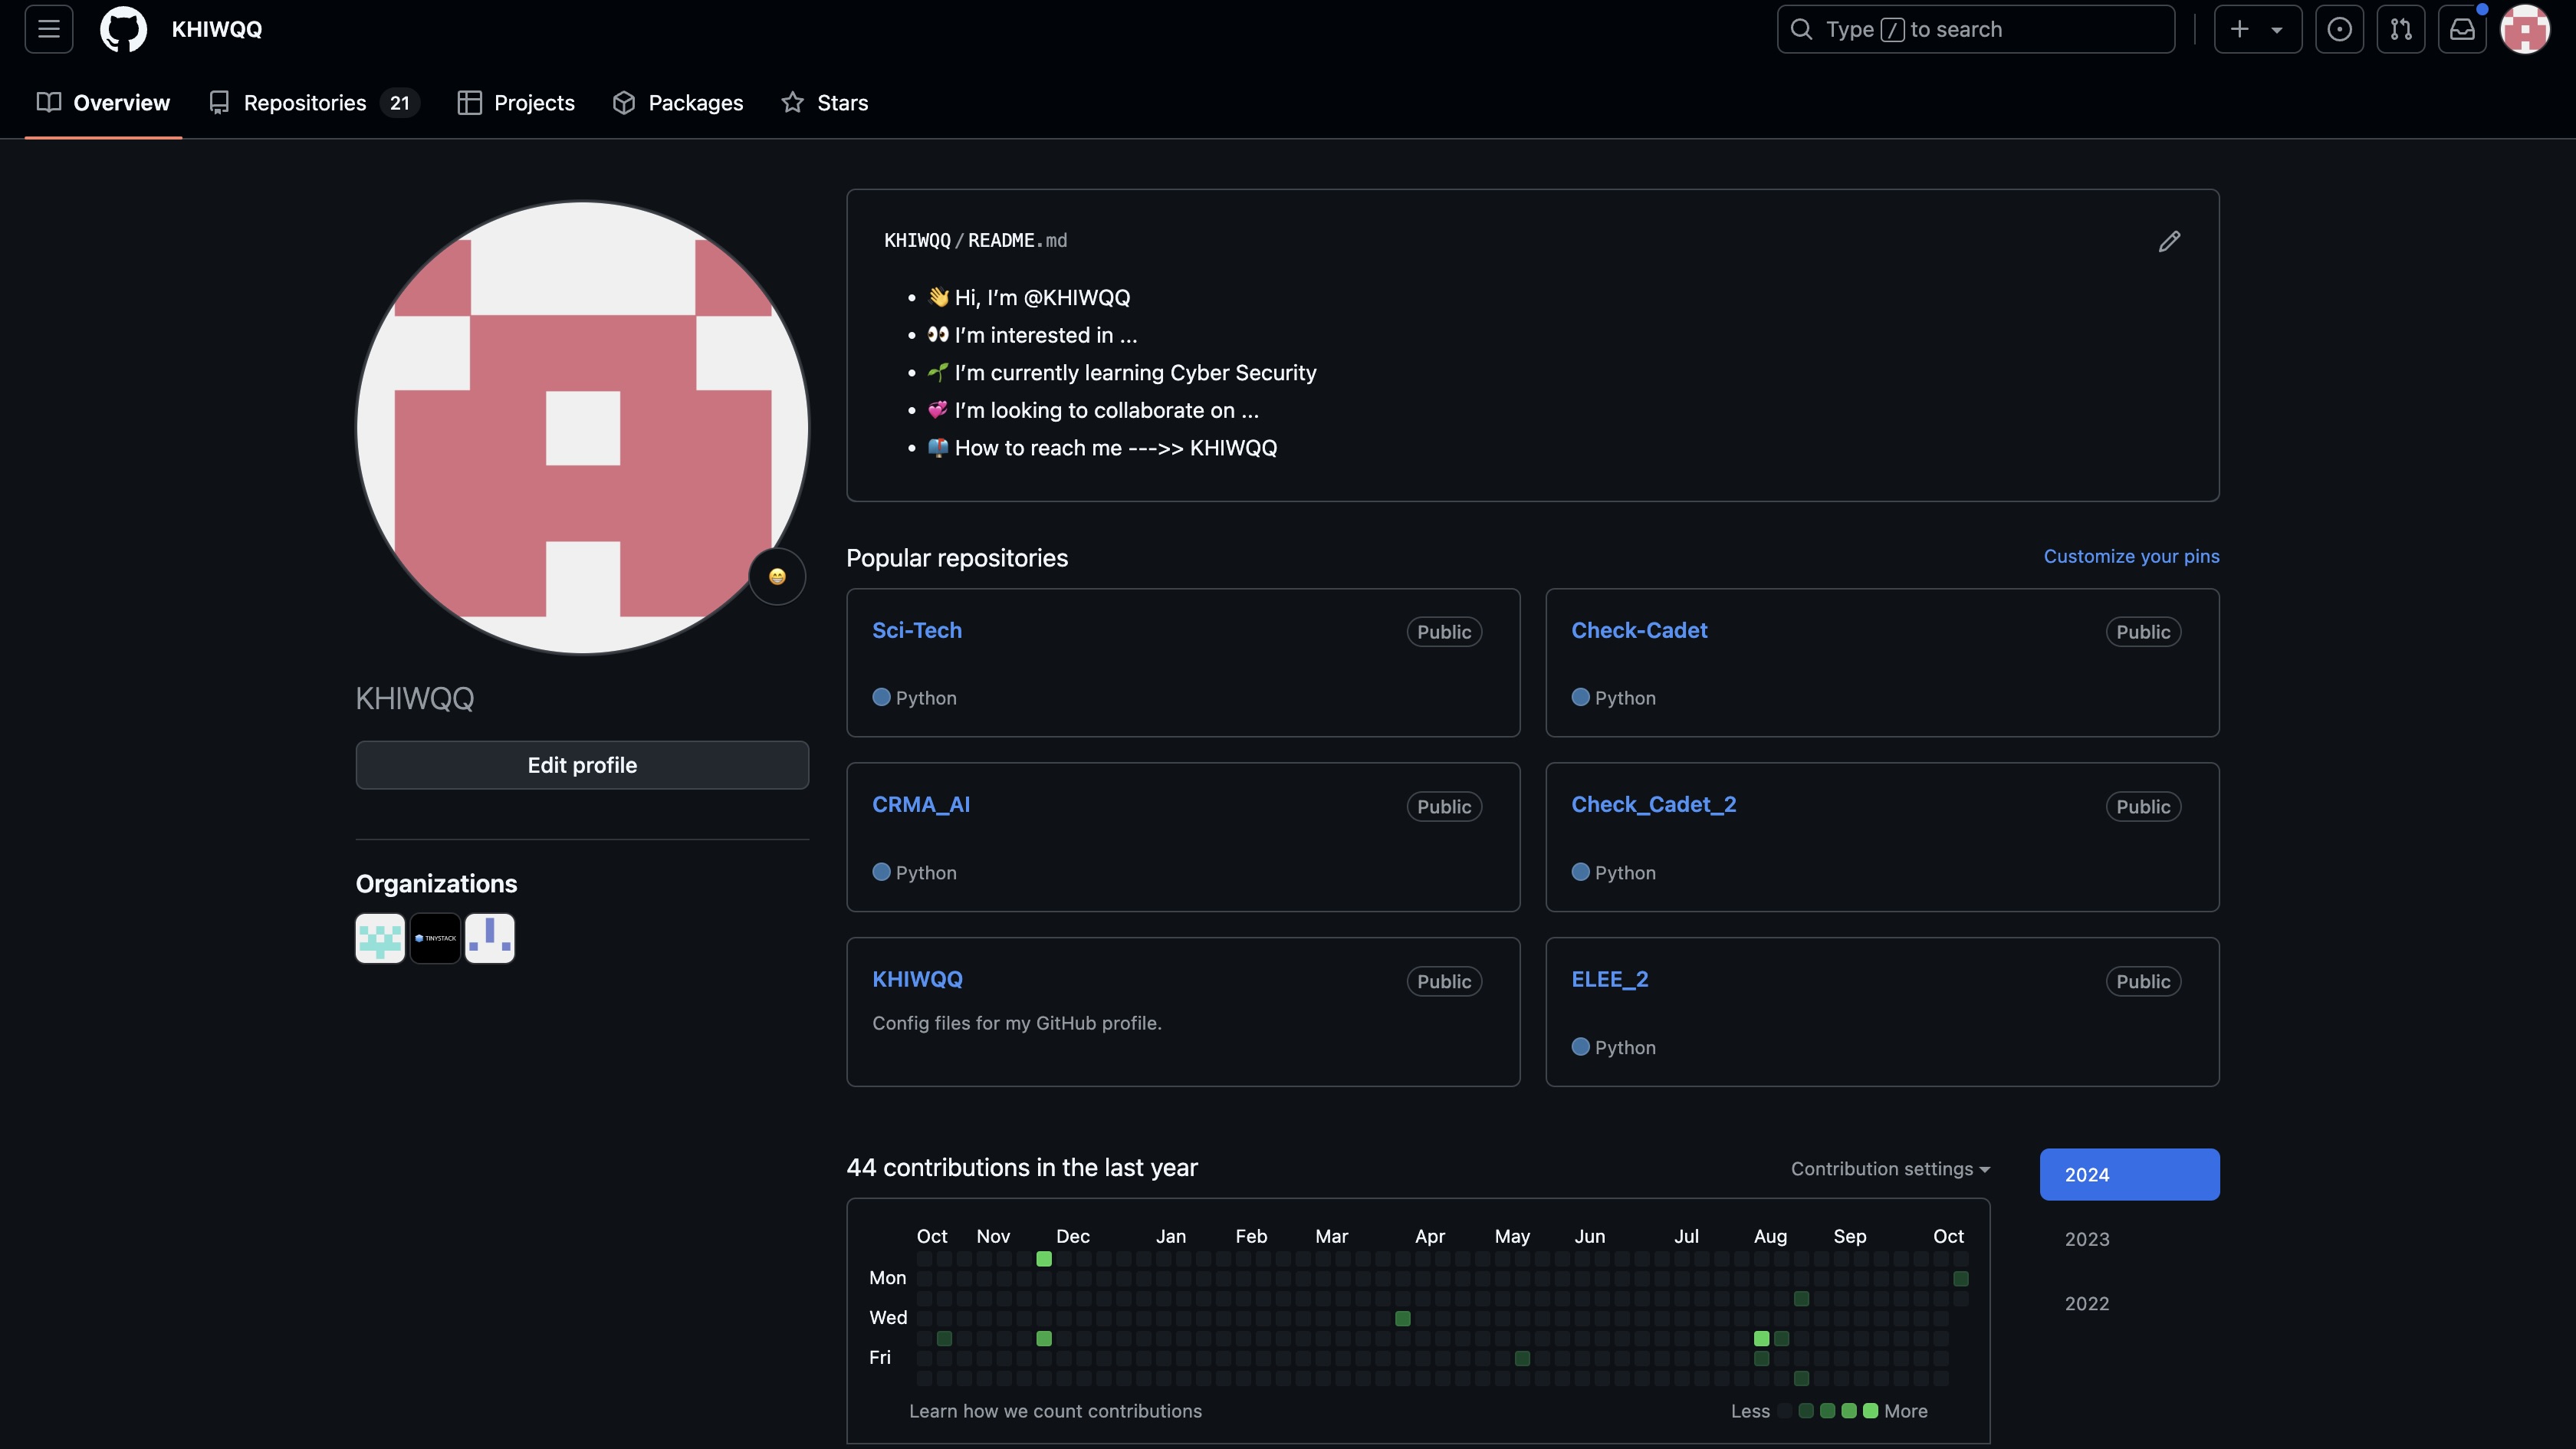 KHIWQQ
Type / to search
Overview
Repositories 21
Projects
Packages
Stars
KHIWQQ
Edit profile
Organizations
TINYSTACK
KHIWQQ/README.md
👋 Hi, I’m @KHIWQQ
👀 I’m interested in ...
🌱 I’m currently learning Cyber Security
💞️ I’m looking to collaborate on ...
📫 How to reach me --->> KHIWQQ
Popular repositories
Customize your pins
Sci-Tech
Public
Python
Check-Cadet
Public
Python
CRMA_AI
Public
Python
Check_Cadet_2
Public
Python
KHIWQQ
Public
Config files for my GitHub profile.
ELEE_2
Public
Python
44 contributions in the last year
Contribution settings
2024
2023
2022
Oct Nov Dec Jan Feb Mar Apr May Jun Jul Aug Sep Oct
Mon
Wed
Fri
Learn how we count contributions
Less
More